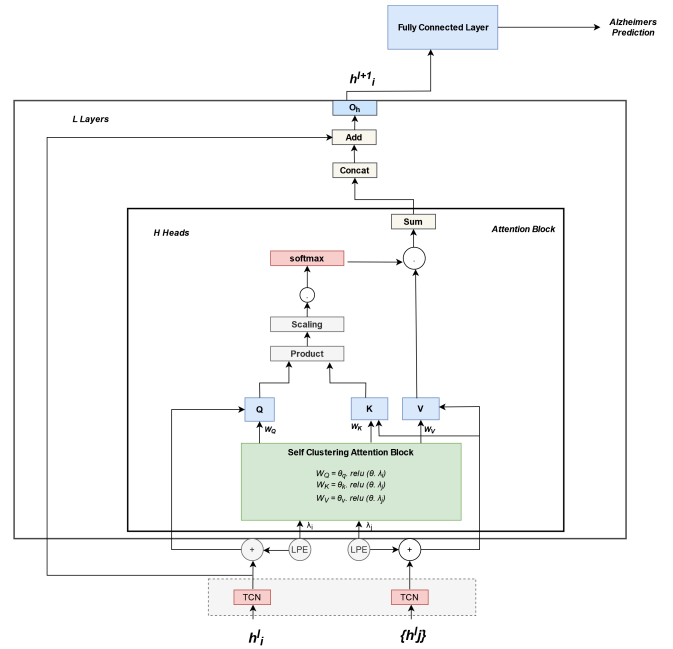 Fully Connected Layer
Alzheimers
Prediction
h^{l+1}_i
L Layers
O_h
Add
Concat
Sum
H Heads
Attention Block
softmax
.
.
Scaling
Product
Q
K
V
W_Q
W_K
W_V
Self Clustering Attention Block
W_Q = θ_q. relu (θ. λ_i)
W_K = θ_k. relu (θ. λ_j)
W_V = θ_v. relu (θ. λ_j)
λ_i
λ_j
+
LPE
LPE
+
TCN
TCN
h^l_i
{h^l j}